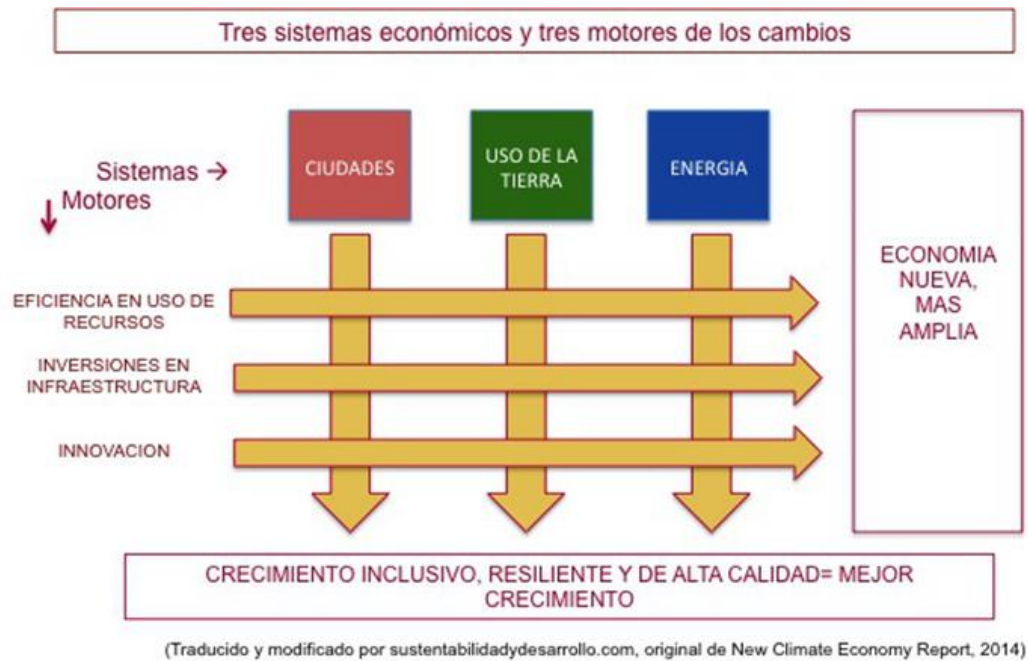 Tres sistemas económicos y tres motores de los cambios
CIUDADES
USO DE LA
TIERRA
ENERGIA
Sistemas →
↓ Motores
ECONOMIA
NUEVA,
MAS
AMPLIA
EFICIENCIA EN USO DE
RECURSOS
INVERSIONES EN
INFRAESTRUCTURA
INNOVACION
CRECIMIENTO INCLUSIVO, RESILIENTE Y DE ALTA CALIDAD= MEJOR
CRECIMIENTO
(Traducido y modificado por sustentabilidadydesarrollo.com, original de New Climate Economy Report, 2014)